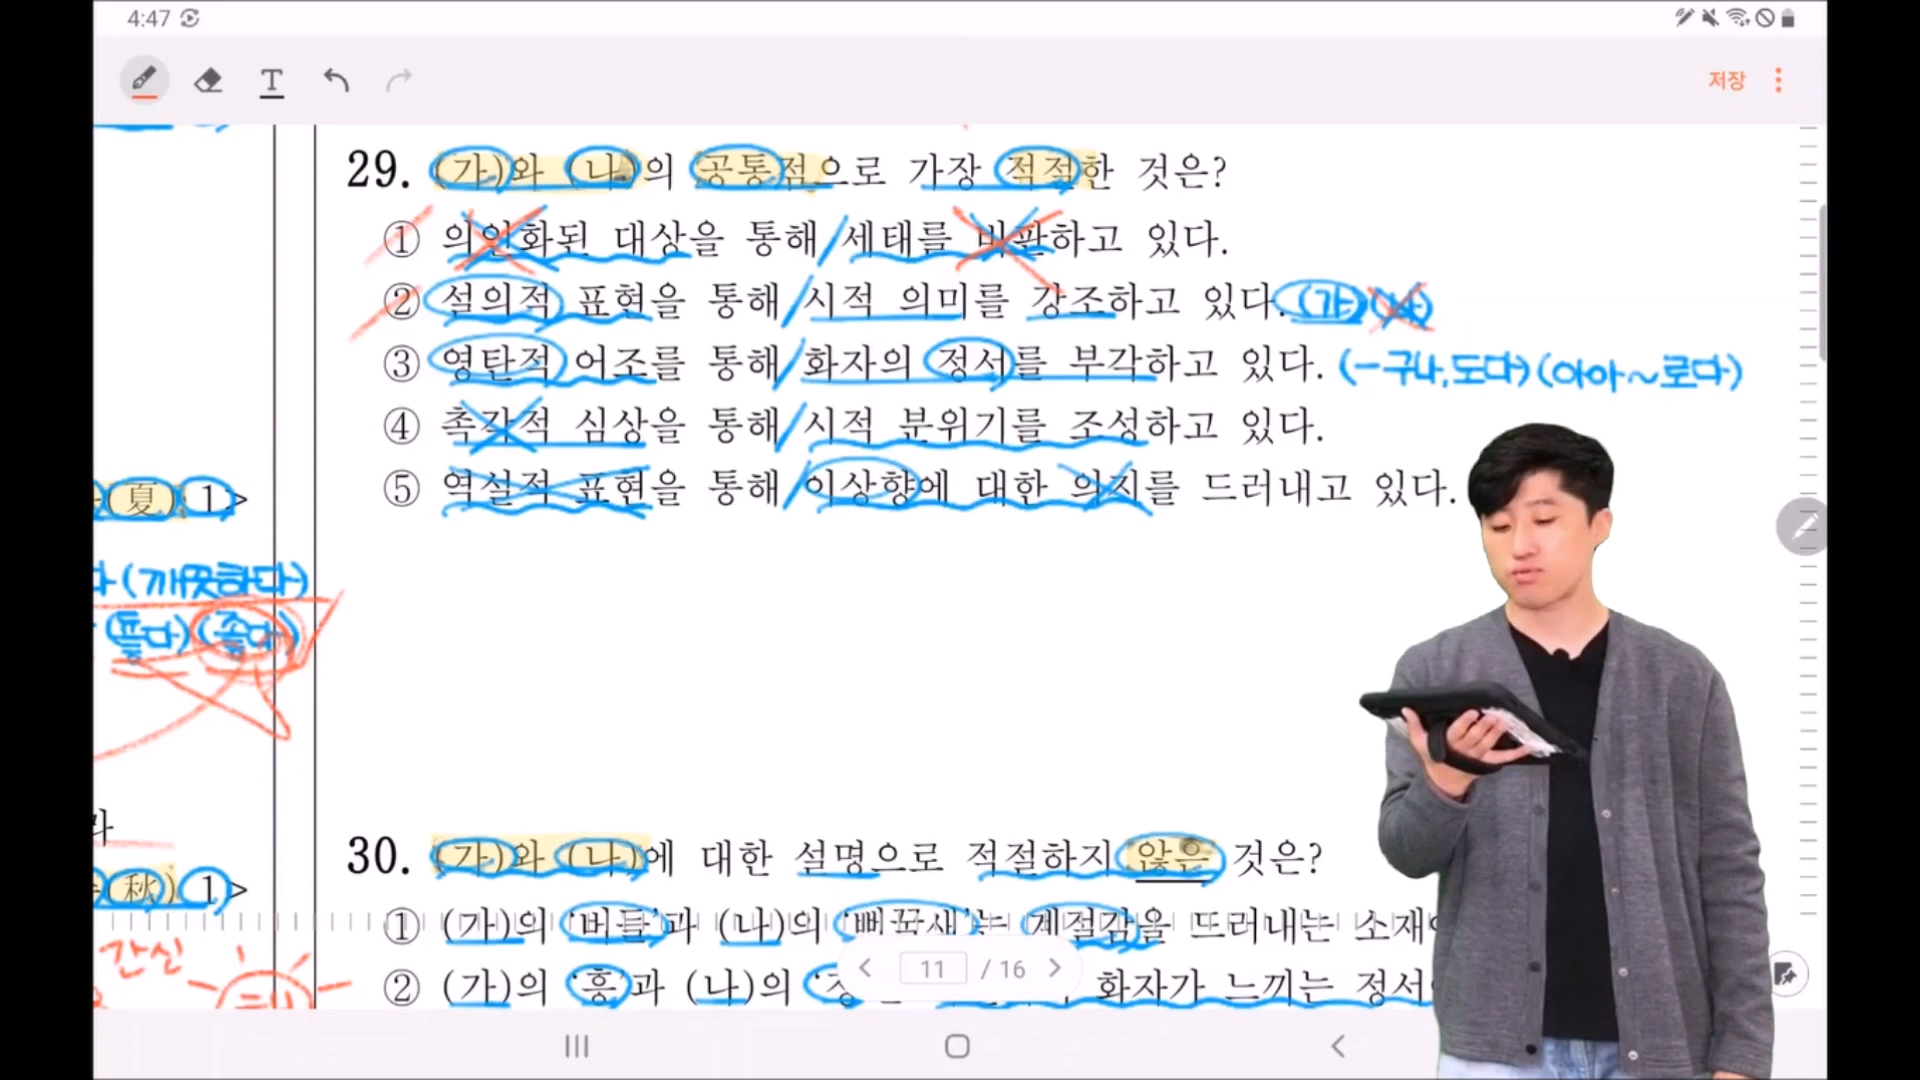 4:47
T
저장
29. (가)와 (나)의 공통점으로 가장 적절한 것은?
① 의인화된 대상을 통해 세태를 비판하고 있다.
② 설의적 표현을 통해 시적 의미를 강조하고 있다. (가) (나)
③ 영탄적 어조를 통해 화자의 정서를 부각하고 있다. (-구나, 도다) (아아~로다)
④ 촉각적 심상을 통해 시적 분위기를 조성하고 있다.
⑤ 역설적 표현을 통해 이상향에 대한 의지를 드러내고 있다.
(夏) 1>
다 (깨끗하다)
(좋다)
라
(秋) 1>
간신
30. (가)와 (나)에 대한 설명으로 적절하지 않은 것은?
① (가)의 '버들'과 (나)의 '뻐꾹새'는 계절감을 드러내는 소재
② (가)의 '흥'과 (나)의 화자가 느끼는 정서
11 / 16